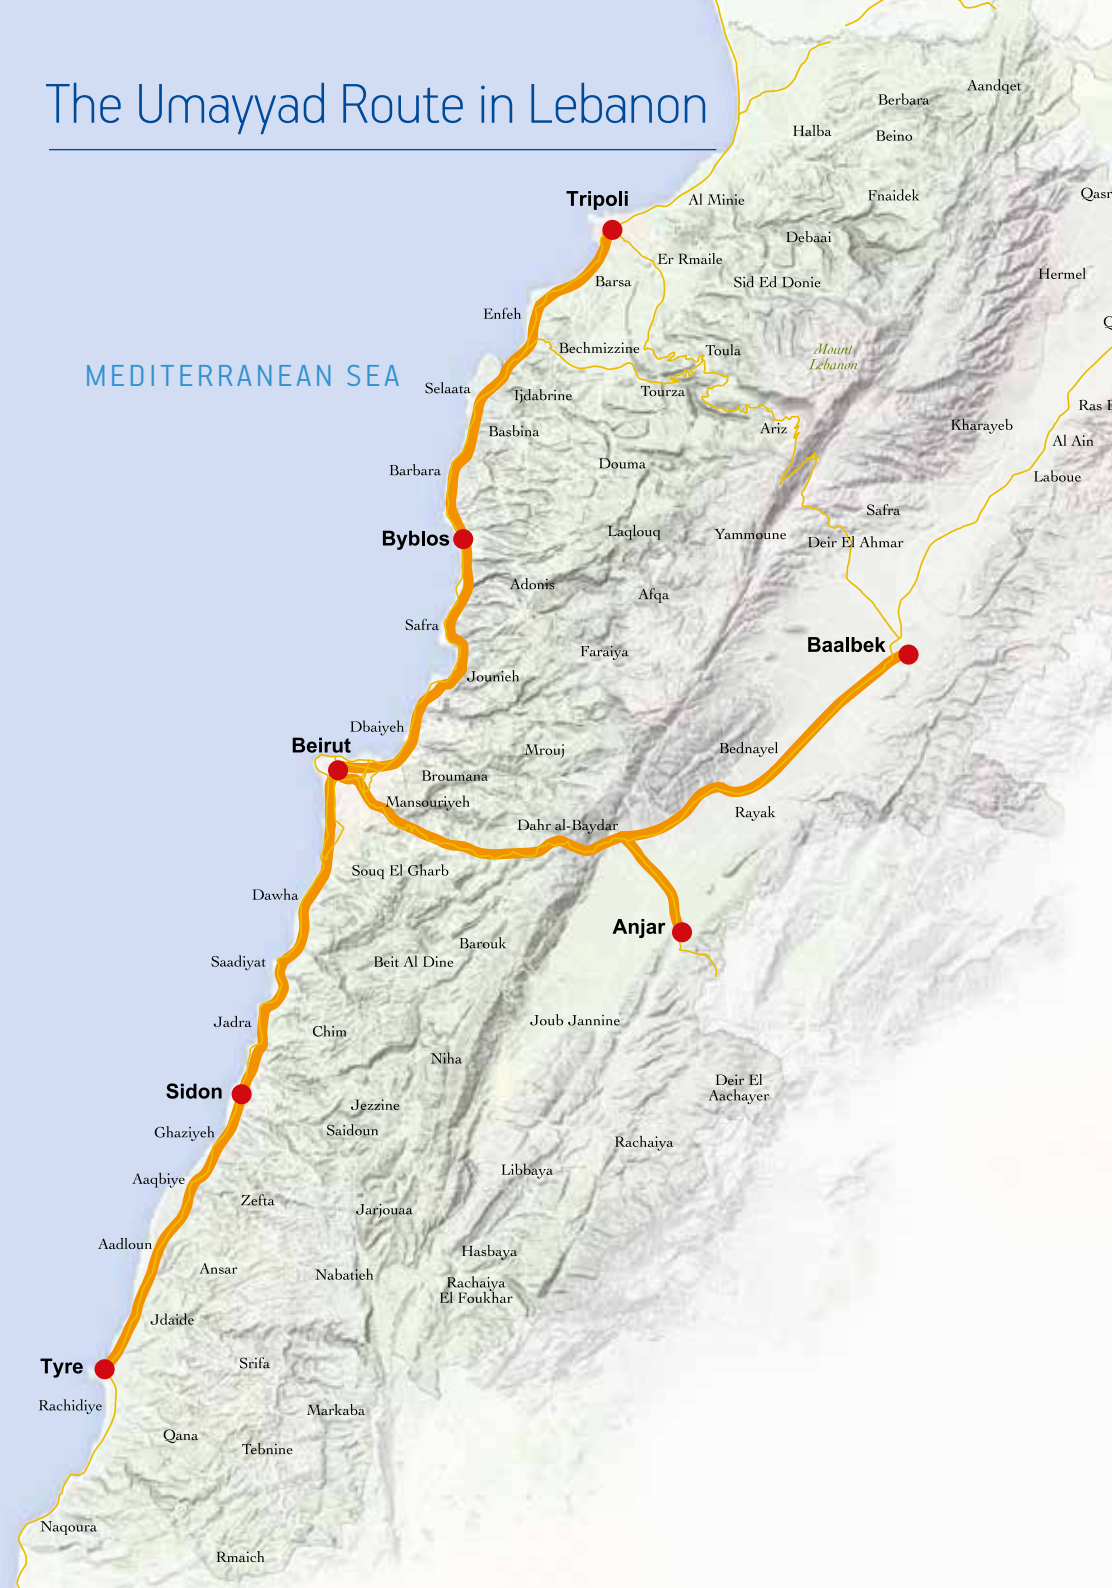 The Umayyad Route in Lebanon
Aandqet
Berbara
Halba
Beino
Tripoli
Al Minie
Fnaidek
Qasr
Debaai
Er Rmaile
Hermel
Barsa
Sid Ed Donie
Enfeh
Q
Bechmizzine
Toula
Mount
Lebanon
MEDITERRANEAN SEA
Selaata
Ijdabrine
Tourza
Ras
Basbina
Ariz
Kharayeb
Al Ain
Barbara
Douma
Laboue
Safra
Byblos
Laqlouq
Yammoune
Deir El Ahmar
Adonis
Afqa
Safra
Faraiya
Baalbek
Jounieh
Dbaiyeh
Beirut
Mrouj
Bednayel
Broumana
Mansouriyeh
Dahr al-Baydar
Rayak
Souq El Gharb
Dawha
Anjar
Barouk
Saadiyat
Beit Al Dine
Jadra
Chim
Joub Jannine
Niha
Sidon
Deir El
Aachayer
Jezzine
Ghaziyeh
Saidoun
Rachaiya
Aaqbiye
Libbaya
Zefta
Jarjouaa
Aadloun
Hasbaya
Ansar
Nabatieh
Rachaiya
El Foukhar
Jdaide
Tyre
Srifa
Rachidiye
Markaba
Qana
Tebnine
Naqoura
Rmaich